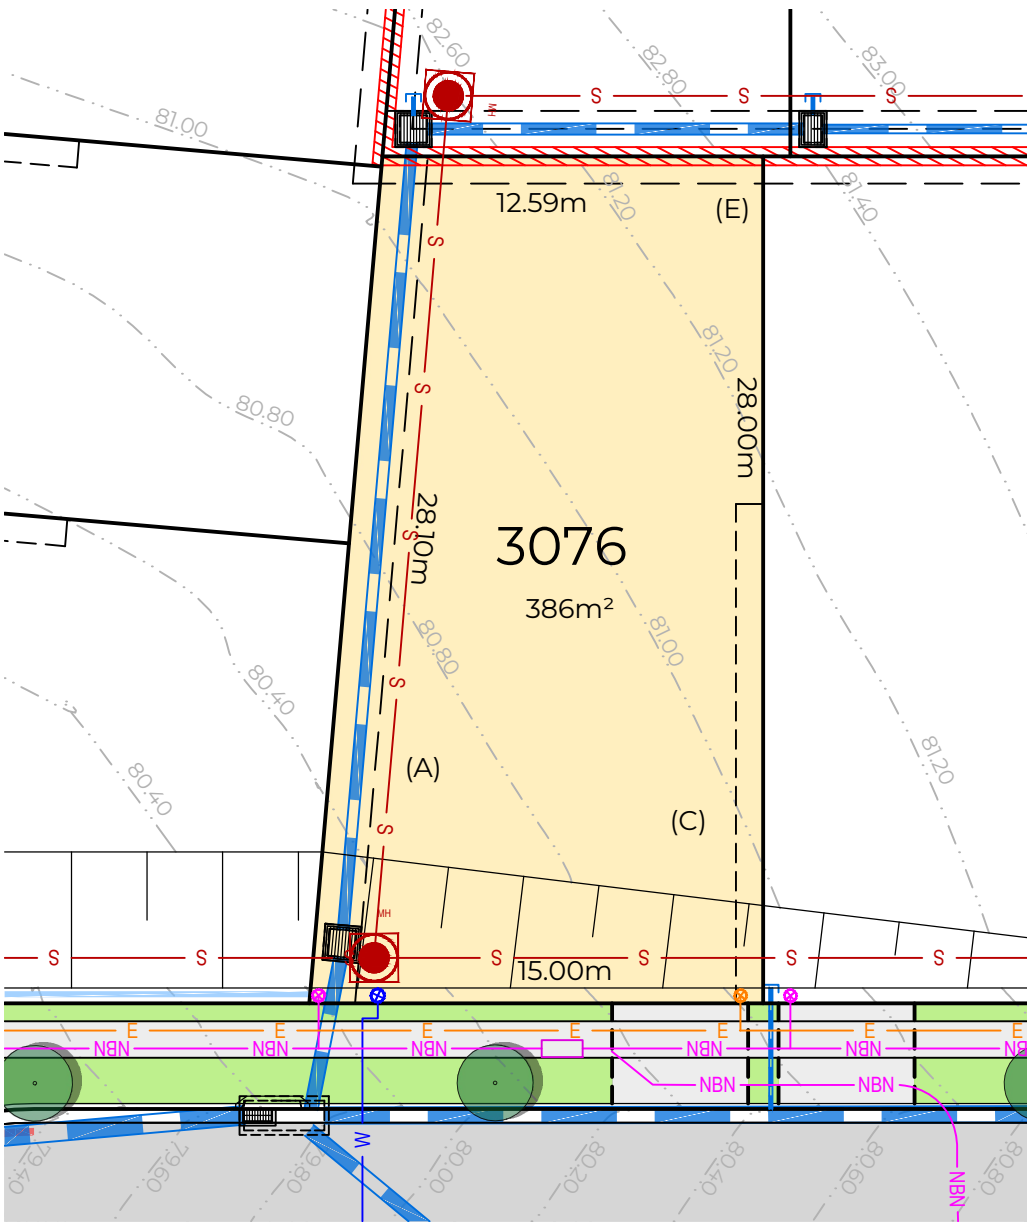 82.60
82.80
83.00
S
S
S
MH
81.00
81.20
81.40
12.59m
(E)
S
81.20
S
28.00m
80.80
28.10m
S
3076
386m²
80.80
81.00
S
80.40
81.20
(A)
80.40
(C)
S
MH
S
S
S
S
S
15.00m
E
E
E
E
E
E
E
NBN
NBN
NBN
NBN
NBN
NB
NBN
NBN
W
79.40
79.60
79.80
80.00
80.20
80.40
80.60
80.80
NBN